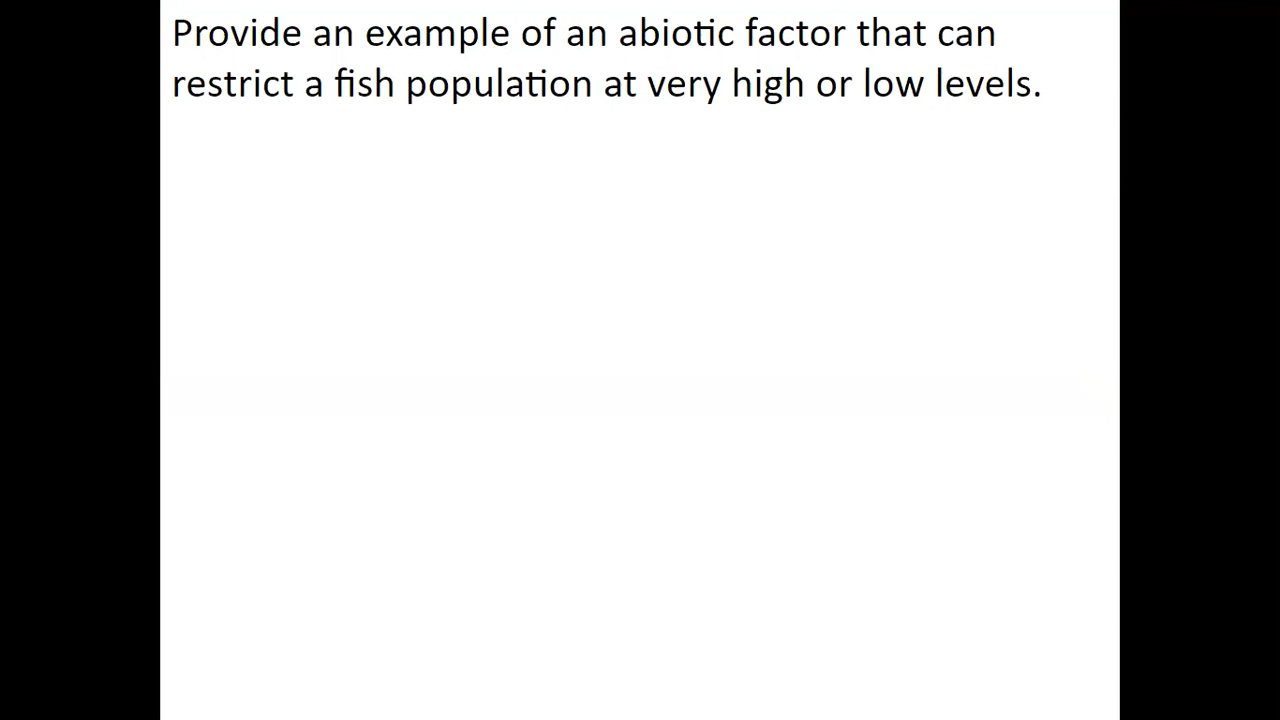 Provide an example of an abiotic factor that can
restrict a fish population at very high or low levels.